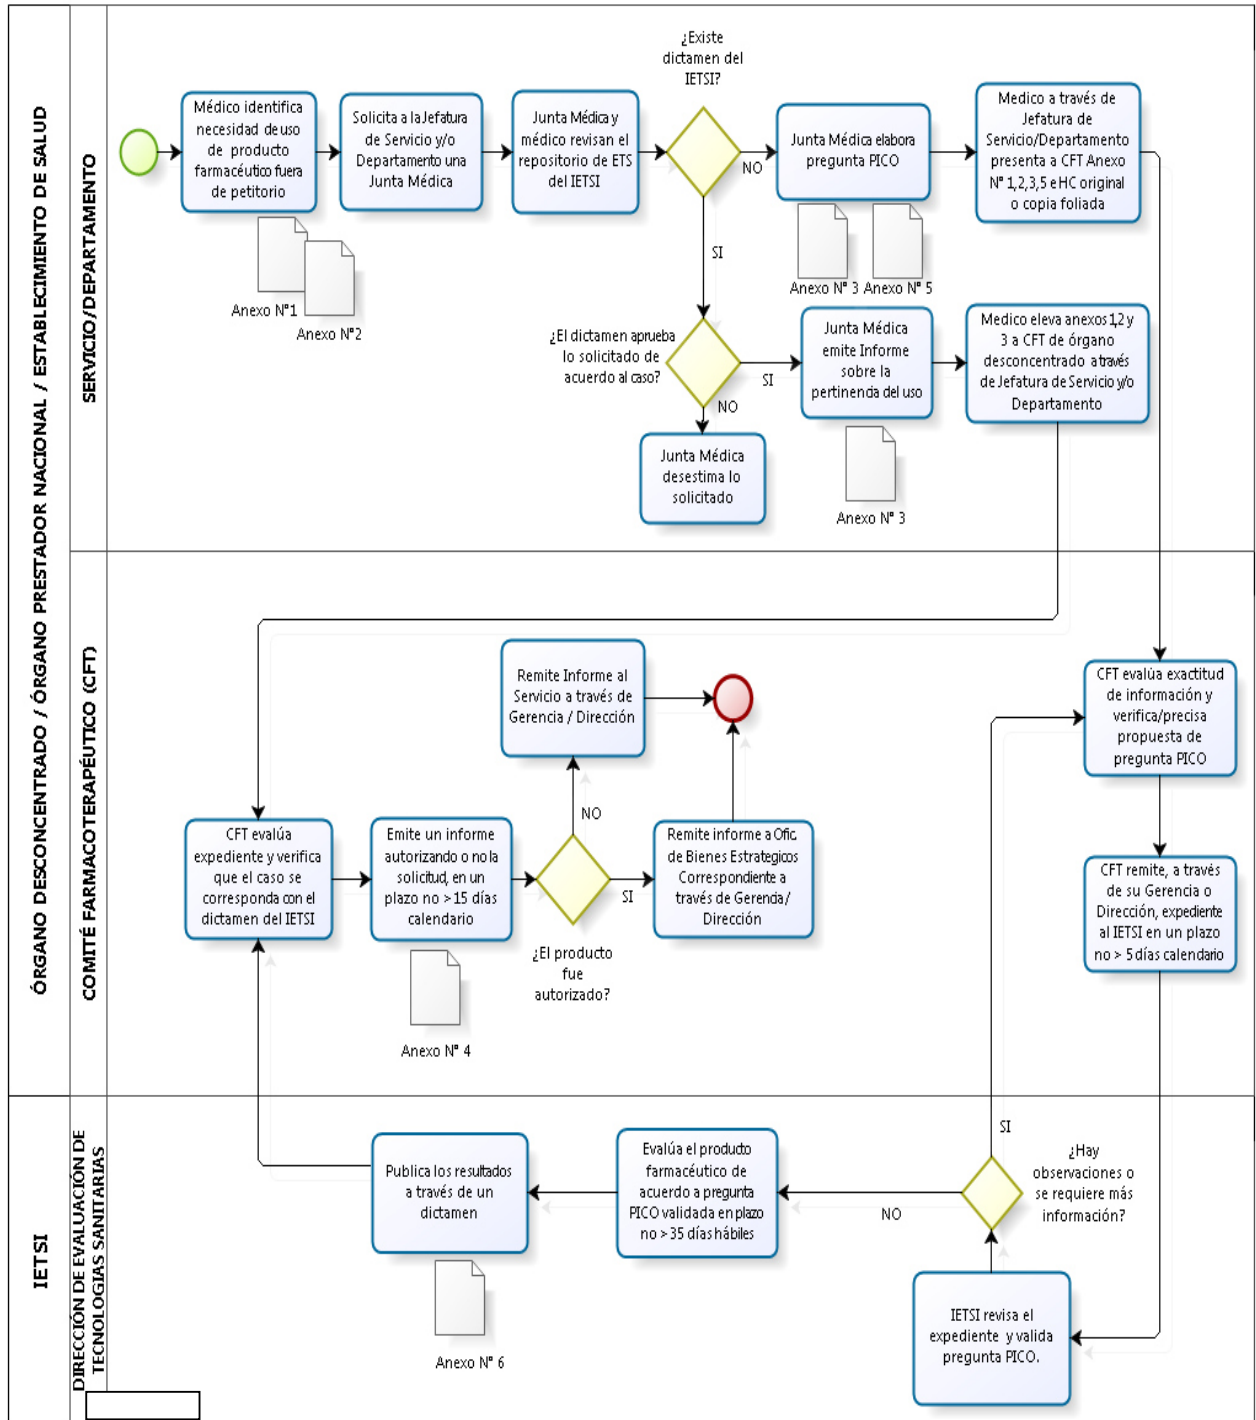 ÓRGANO DESCONCENTRADO / ÓRGANO PRESTADOR NACIONAL / ESTABLECIMIENTO DE SALUD
SERVICIO/DEPARTAMENTO
Médico identifica
necesidad de uso
de producto
farmacéutico fuera
de petitorio
Anexo N°1
Anexo N°2
Solicita a la Jefatura
de Servicio y/o
Departamento una
Junta Médica
Junta Médica y
médico revisan el
repositorio de ETS
del IETSI
¿Existe
dictamen del
IETSI?
NO
SI
Junta Médica elabora
pregunta PICO
Anexo N° 3
Anexo N° 5
Medico a través de
Jefatura de
Servicio/Departamento
presenta a CFT Anexo
N° 1,2,3,5 e HC original
o copia foliada
¿El dictamen aprueba
lo solicitado de
acuerdo al caso?
SI
NO
Junta Médica
emite Informe
sobre la
pertinencia del uso
Anexo N° 3
Medico eleva anexos 1,2 y
3 a CFT de órgano
desconcentrado a través
de Jefatura de Servicio y/o
Departamento
Junta Médica
desestima lo
solicitado
COMITÉ FARMACOTERAPÉUTICO (CFT)
Remite Informe al
Servicio a través de
Gerencia / Dirección
CFT evalúa exactitud
de información y
verifica/precisa
propuesta de
pregunta PICO
CFT evalúa
expediente y verifica
que el caso se
corresponda con el
dictamen del IETSI
Emite un informe
autorizando o no la
solicitud, en un
plazo no > 15 días
calendario
Anexo N° 4
NO
SI
¿El producto
fue
autorizado?
Remite informe a Ofic.
de Bienes Estrategicos
Correspondiente a
través de Gerencia/
Dirección
CFT remite, a través
de su Gerencia o
Dirección, expediente
al IETSI en un plazo
no > 5 días calendario
IETSI
DIRECCIÓN DE EVALUACIÓN DE
TECNOLOGIAS SANITARIAS
Publica los resultados
a través de un
dictamen
Anexo N° 6
Evalúa el producto
farmacéutico de
acuerdo a pregunta
PICO validada en plazo
no > 35 días hábiles
NO
SI
¿Hay
observaciones o
se requiere más
información?
IETSI revisa el
expediente y valida
pregunta PICO.